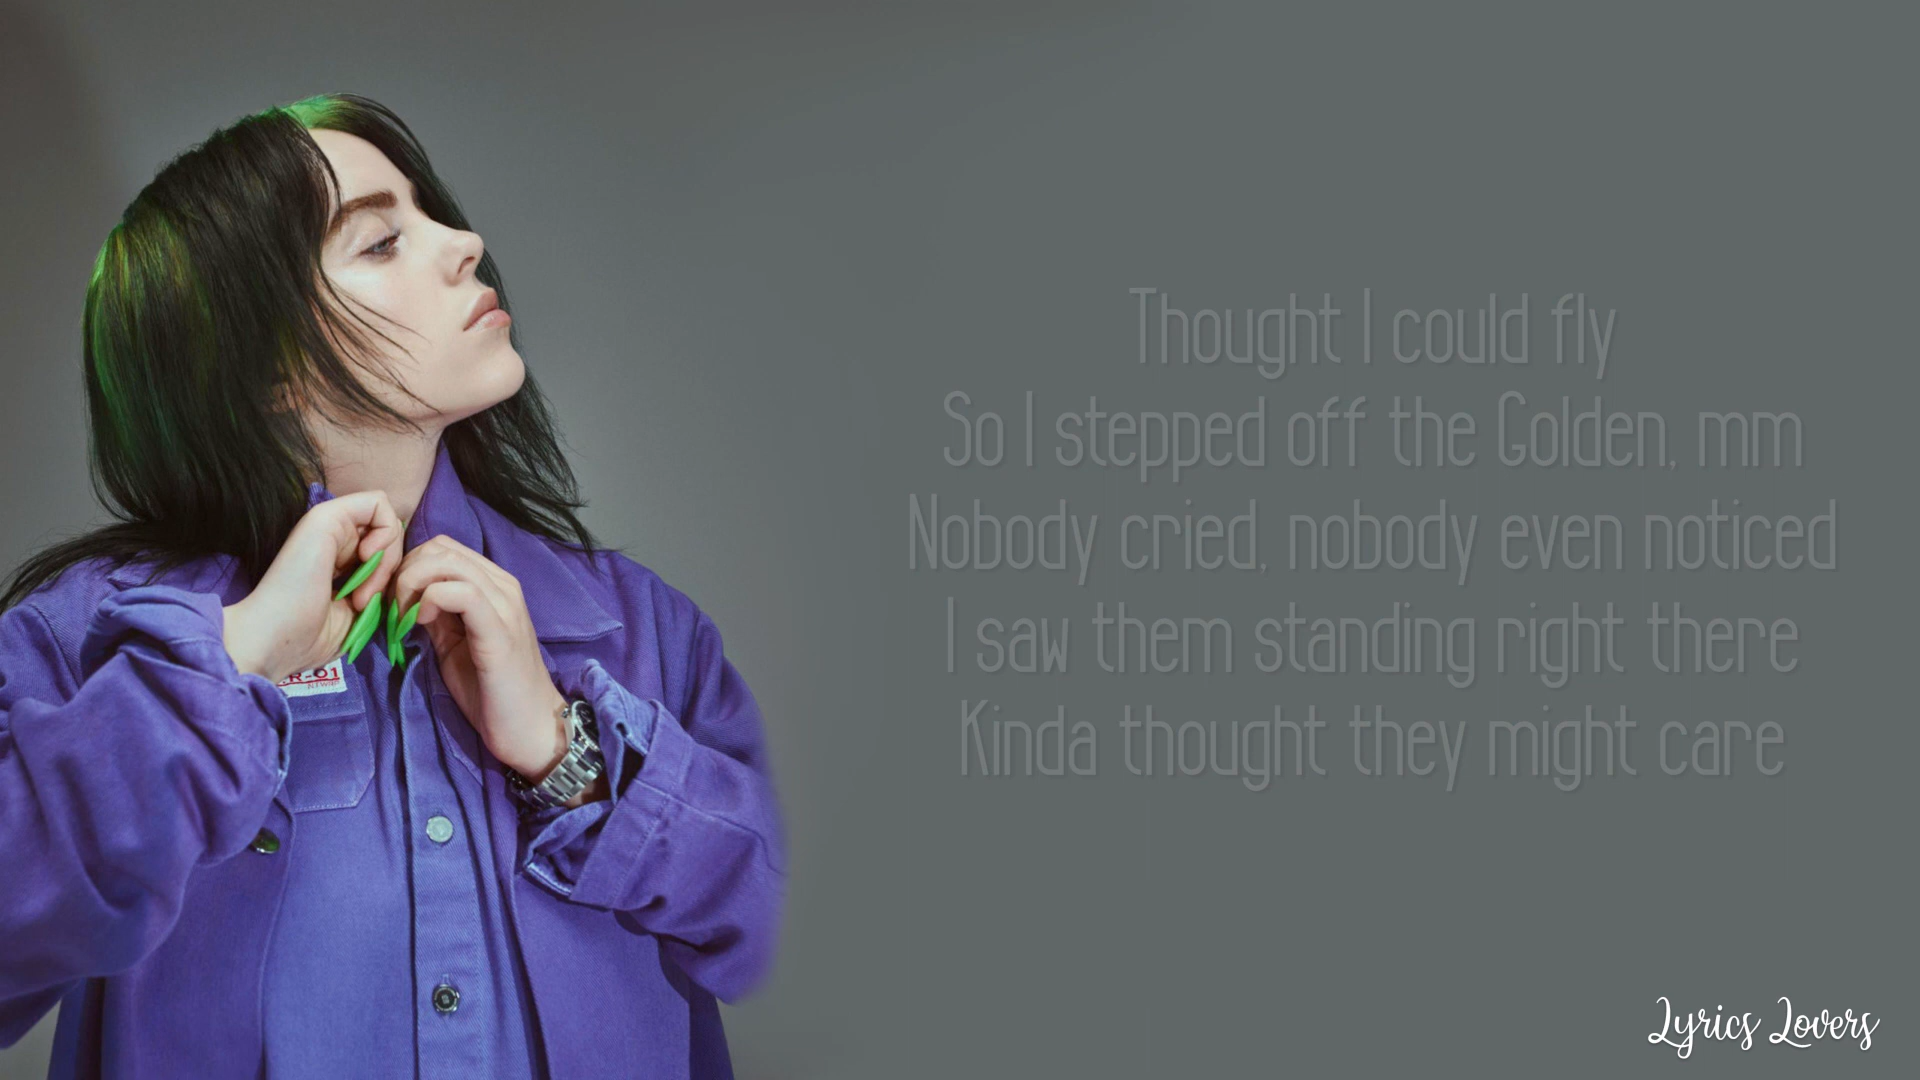 .R-01
Thought I could fly
So I stepped off the Golden, mm
Nobody cried, nobody even noticed
I saw them standing right there
Kinda thought they might care
Lyrics Lovers